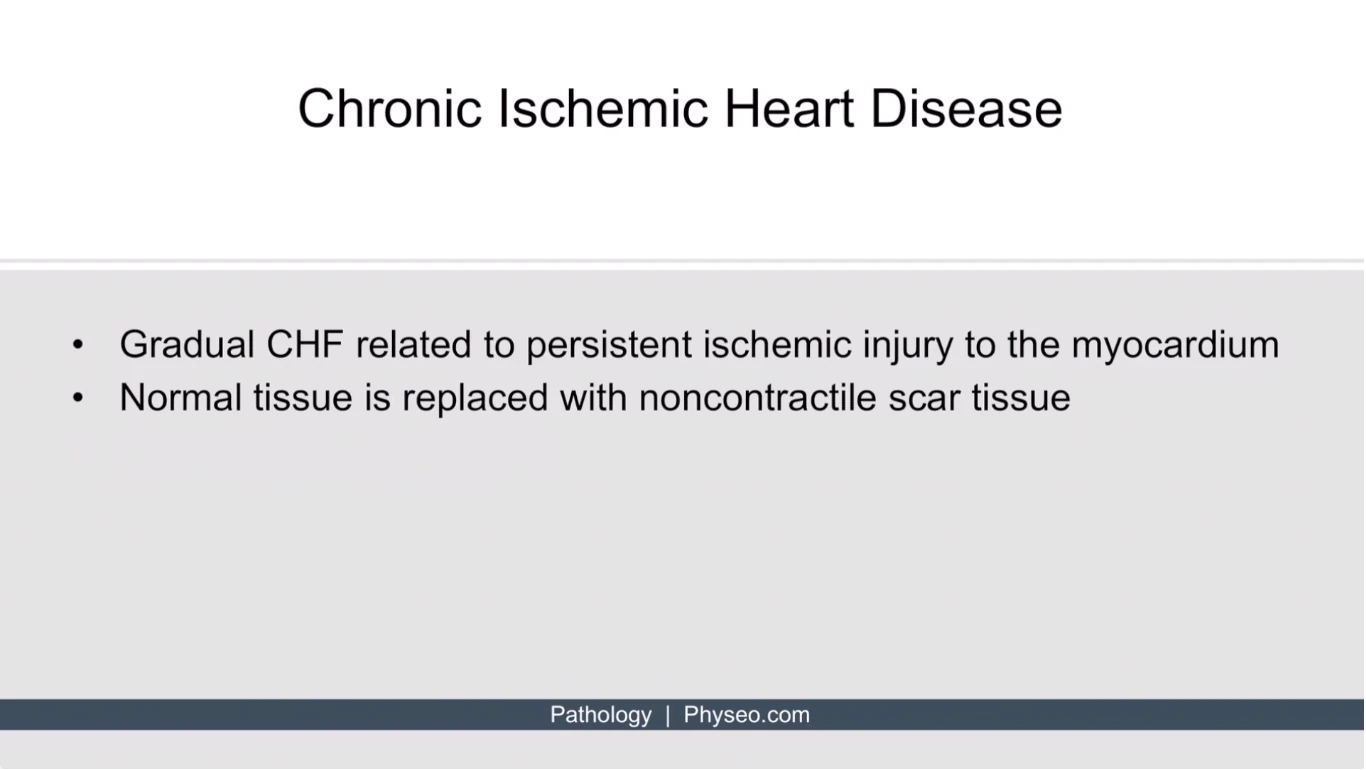 Chronic Ischemic Heart Disease
• Gradual CHF related to persistent ischemic injury to the myocardium
• Normal tissue is replaced with noncontractile scar tissue
Pathology | Physeo.com